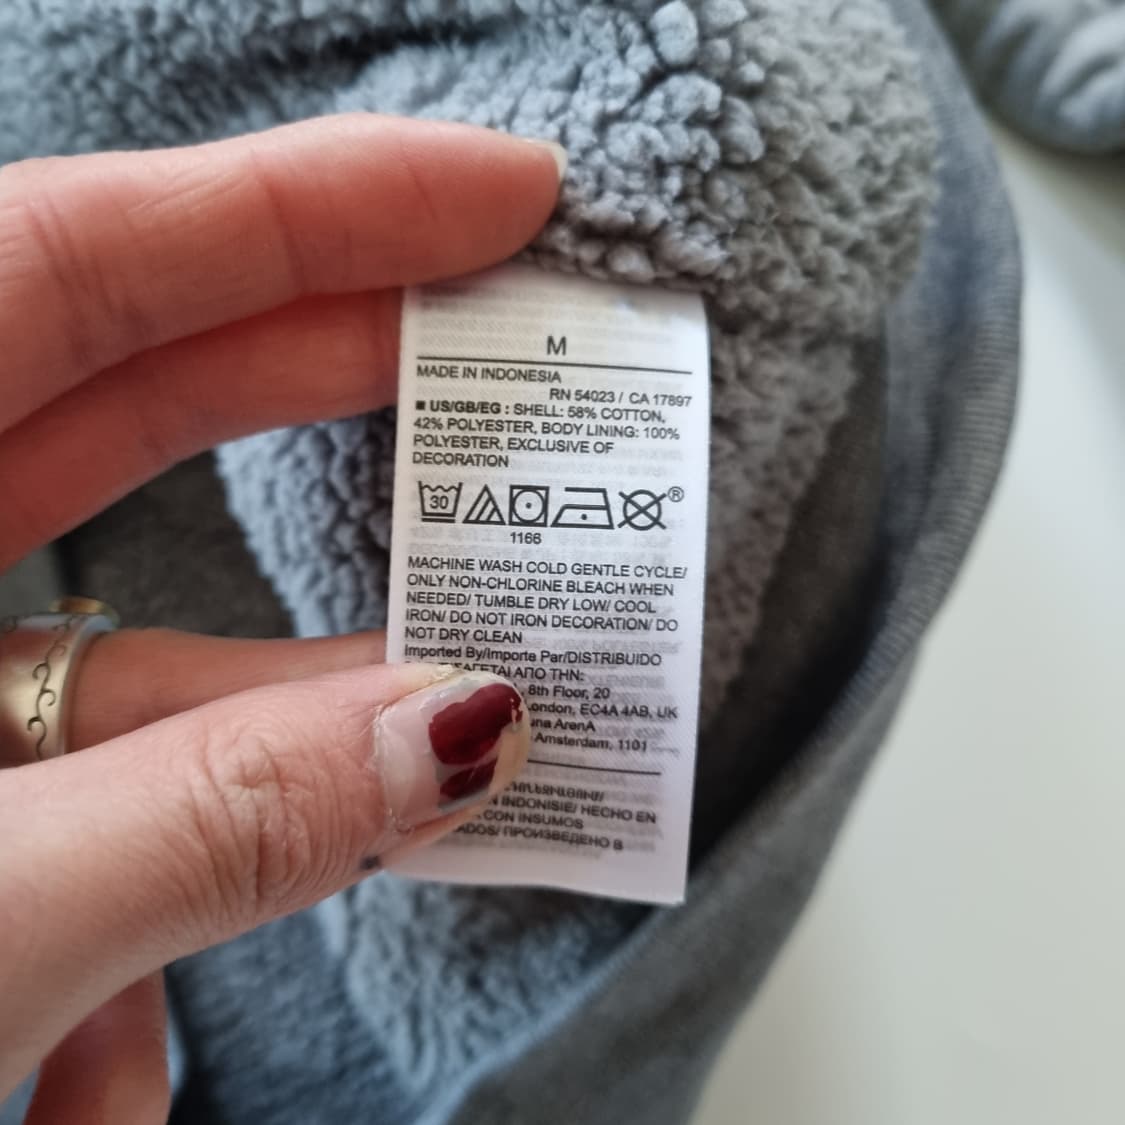 M
MADE IN INDONESIA
RN 54023 / CA 17897
■ US/GB/EG : SHELL: 58% COTTON,
42% POLYESTER, BODY LINING: 100%
POLYESTER, EXCLUSIVE OF
DECORATION
30 ®
1166
MACHINE WASH COLD GENTLE CYCLE/
ONLY NON-CHLORINE BLEACH WHEN
NEEDED/ TUMBLE DRY LOW/ COOL
IRON/ DO NOT IRON DECORATION/ DO
NOT DRY CLEAN
Imported By/Importe Par/DISTRIBUIDO
ΑΠΟ ΤΗΝ:
8th Floor, 20
London, EC4A 4AB, UK
ArenA
Amsterdam, 1101
INDONISIE/ HECHO EN
CON INSUMOS
ПРОИЗВЕДЕНО В